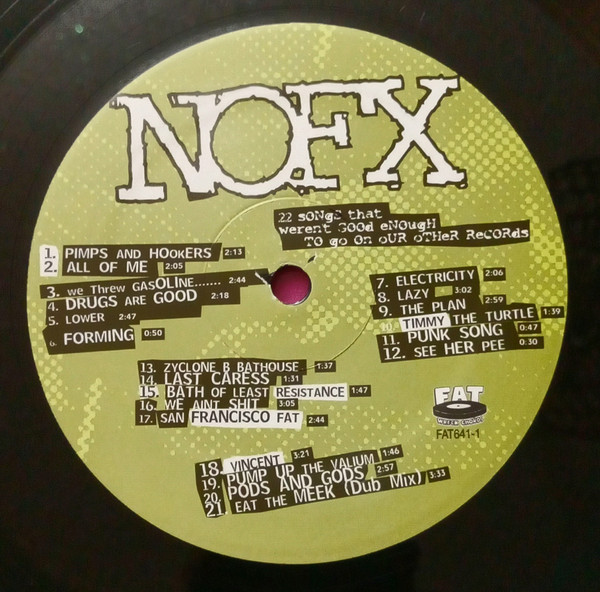 NOFX
22 sONgS that
werent GOOd eNOugH
TO go On oUR oTHeR ReCORds
1. PIMPS AND HOOKERS 2:13
2. ALL OF ME 2:05
3. we Threw GASOLINe....... 2:44
4. DRUGS ARE GOOD 2:18
5. LOWER 2:47
6. FORMING 0:50
7. ELECTRICITY 2:06
8. LAZY 3:02
9. THE PLAN 2:59
10. TIMMY THE TURTLE 1:39
11. PUNK SONG 0:47
12. SEE HER PEE 0:30
13. ZYCLONE B BATHOUSE 1:37
14. LAST CARESS 1:31
15. BATH OF LEAST RESISTANCE 1:47
16. WE AINT SHIT 3:05
17. SAN FRANCISCO FAT 2:44
FAT
WRECK CHORDS
FAT641-1
18. VINCENT 3:21
19. PUMP UP THE VALIUM 1:46
20. PODS AND GODS 2:57
21. EAT THE MEEK (Dub Mix) 3:33